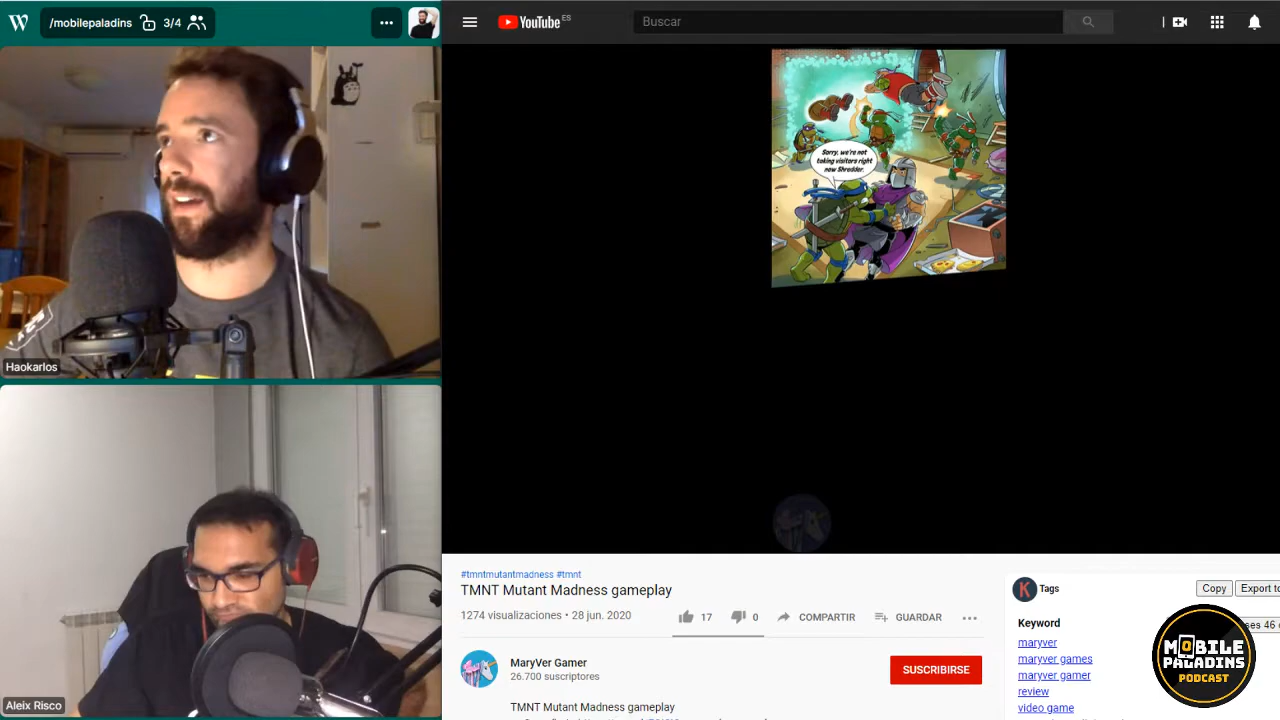 /mobilepaladins 3/4
YouTube ES
Buscar
Sorry, we're not
taking visitors right
now Shredder.
Haokarlos
Aleix Risco
#tmntmutantmadness #tmnt
TMNT Mutant Madness gameplay
1274 visualizaciones • 28 jun. 2020
17
0
COMPARTIR
GUARDAR
MaryVer Gamer
26.700 suscriptores
SUSCRIBIRSE
TMNT Mutant Madness gameplay
K Tags
Copy
Export to
Keyword
ses 46
maryver
maryver games
maryver gamer
review
video game
MOBILE
PALADINS
PODCAST